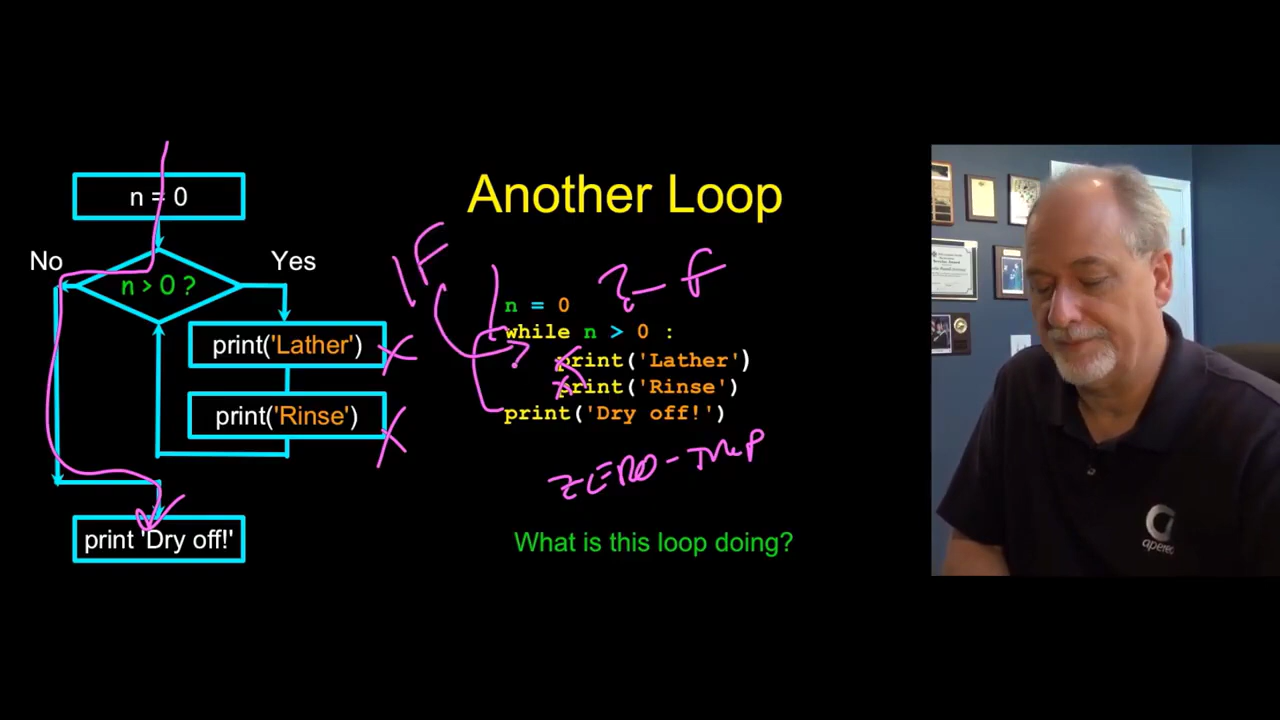 Another Loop
n = 0
No
Yes
n > 0 ?
print('Lather')
print('Rinse')
print 'Dry off!'
IF
n = 0
while n > 0 :
print('Lather')
print('Rinse')
print('Dry off!')
ZERO-TRIP
What is this loop doing?
apereo